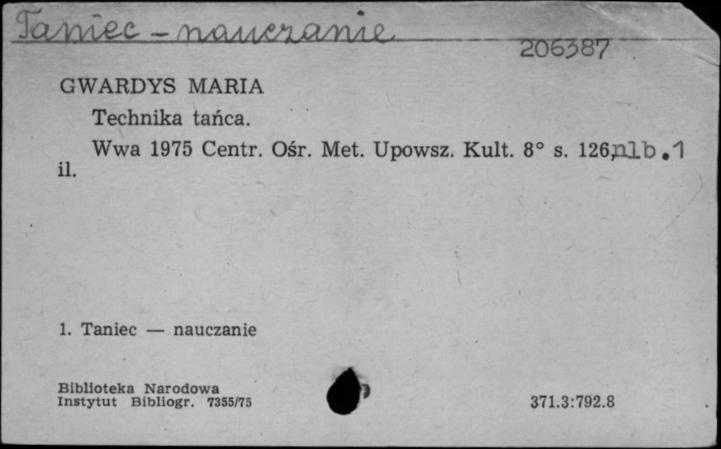 Taniec - nauczanie
206387
GWARDYS MARIA
Technika tańca.
Wwa 1975 Centr. Ośr. Met. Upowsz. Kult. 8° s. 126, nlb. 1
il.
1. Taniec — nauczanie
Biblioteka Narodowa
Instytut Bibliogr. 7355/75
371.3:792.8